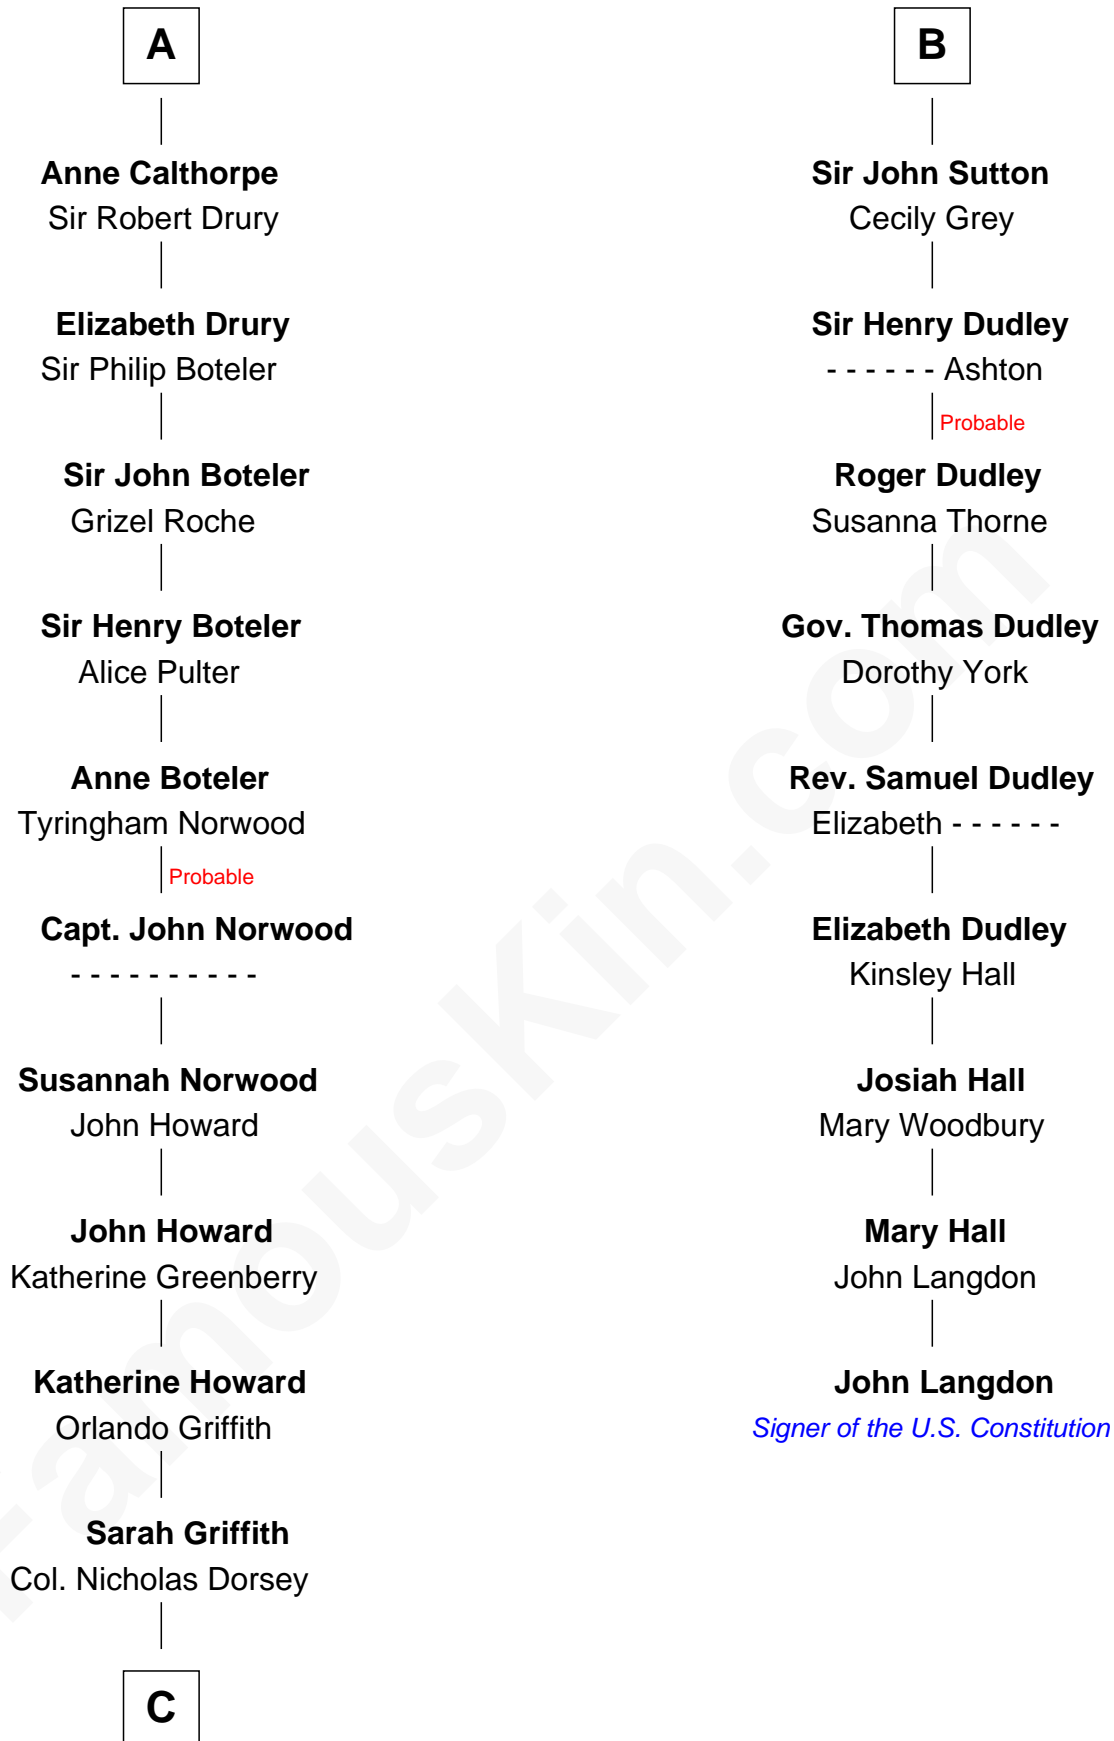 A
Anne Calthorpe
Sir Robert Drury
Elizabeth Drury
Sir Philip Boteler
Sir John Boteler
Grizel Roche
Sir Henry Boteler
Alice Pulter
Anne Boteler
Tyringham Norwood
Probable
Capt. John Norwood
- - - - - - - - - -
Susannah Norwood
John Howard
John Howard
Katherine Greenberry
Katherine Howard
Orlando Griffith
Sarah Griffith
Col. Nicholas Dorsey
C
B
Sir John Sutton
Cecily Grey
Sir Henry Dudley
- - - - - - Ashton
Probable
Roger Dudley
Susanna Thorne
Gov. Thomas Dudley
Dorothy York
Rev. Samuel Dudley
Elizabeth - - - - - -
Elizabeth Dudley
Kinsley Hall
Josiah Hall
Mary Woodbury
Mary Hall
John Langdon
John Langdon
Signer of the U.S. Constitution
FamousKin.com